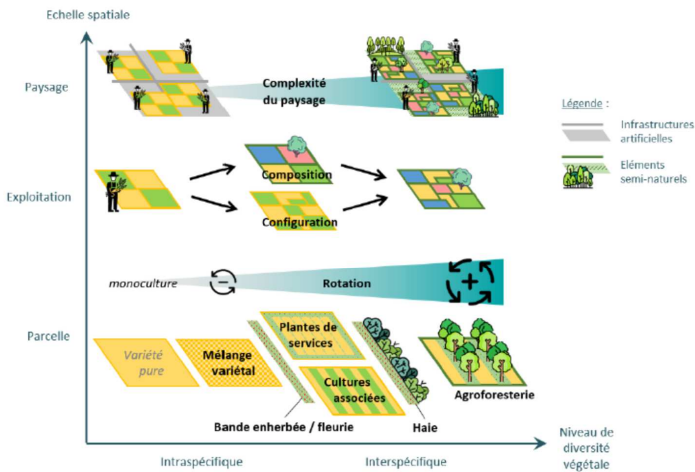 Echelle spatiale
Paysage
Complexité
du paysage
Légende :
Infrastructures
artificielles
Eléments
semi-naturels
Exploitation
Composition
Configuration
monoculture
Rotation
Parcelle
Variété
pure
Mélange
variétal
Plantes de
services
Cultures
associées
Agroforesterie
Bande enherbée / fleurie
Haie
Niveau de
diversité
végétale
Intraspécifique
Interspécifique